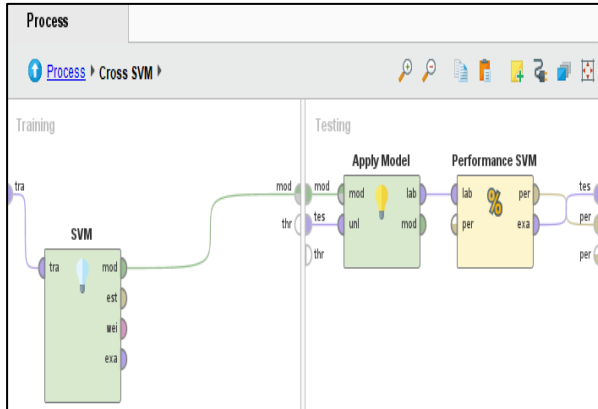 Process
Process Cross SVM
Training
Testing
tra
SVM
tra mod
est
wei
exa
mod
thr
Apply Model
mod
tes
thr
mod lab
unl mod
Performance SVM
lab per
per exa
tes
per
per